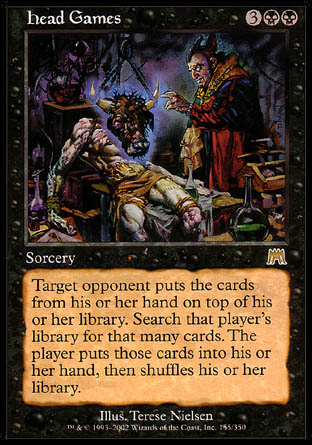 Head Games 3
Sorcery
Target opponent puts the cards
from his or her hand on top of his
or her library. Search that player's
library for that many cards. The
player puts those cards into his or
her hand, then shuffles his or her
library.
Illus. Terese Nielsen
™ & © 1993–2002 Wizards of the Coast, Inc. 155/350